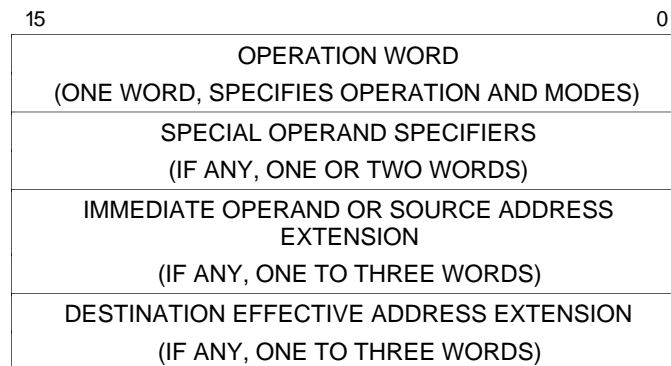 15 0
OPERATION WORD
(ONE WORD, SPECIFIES OPERATION AND MODES)
SPECIAL OPERAND SPECIFIERS
(IF ANY, ONE OR TWO WORDS)
IMMEDIATE OPERAND OR SOURCE ADDRESS
EXTENSION
(IF ANY, ONE TO THREE WORDS)
DESTINATION EFFECTIVE ADDRESS EXTENSION
(IF ANY, ONE TO THREE WORDS)